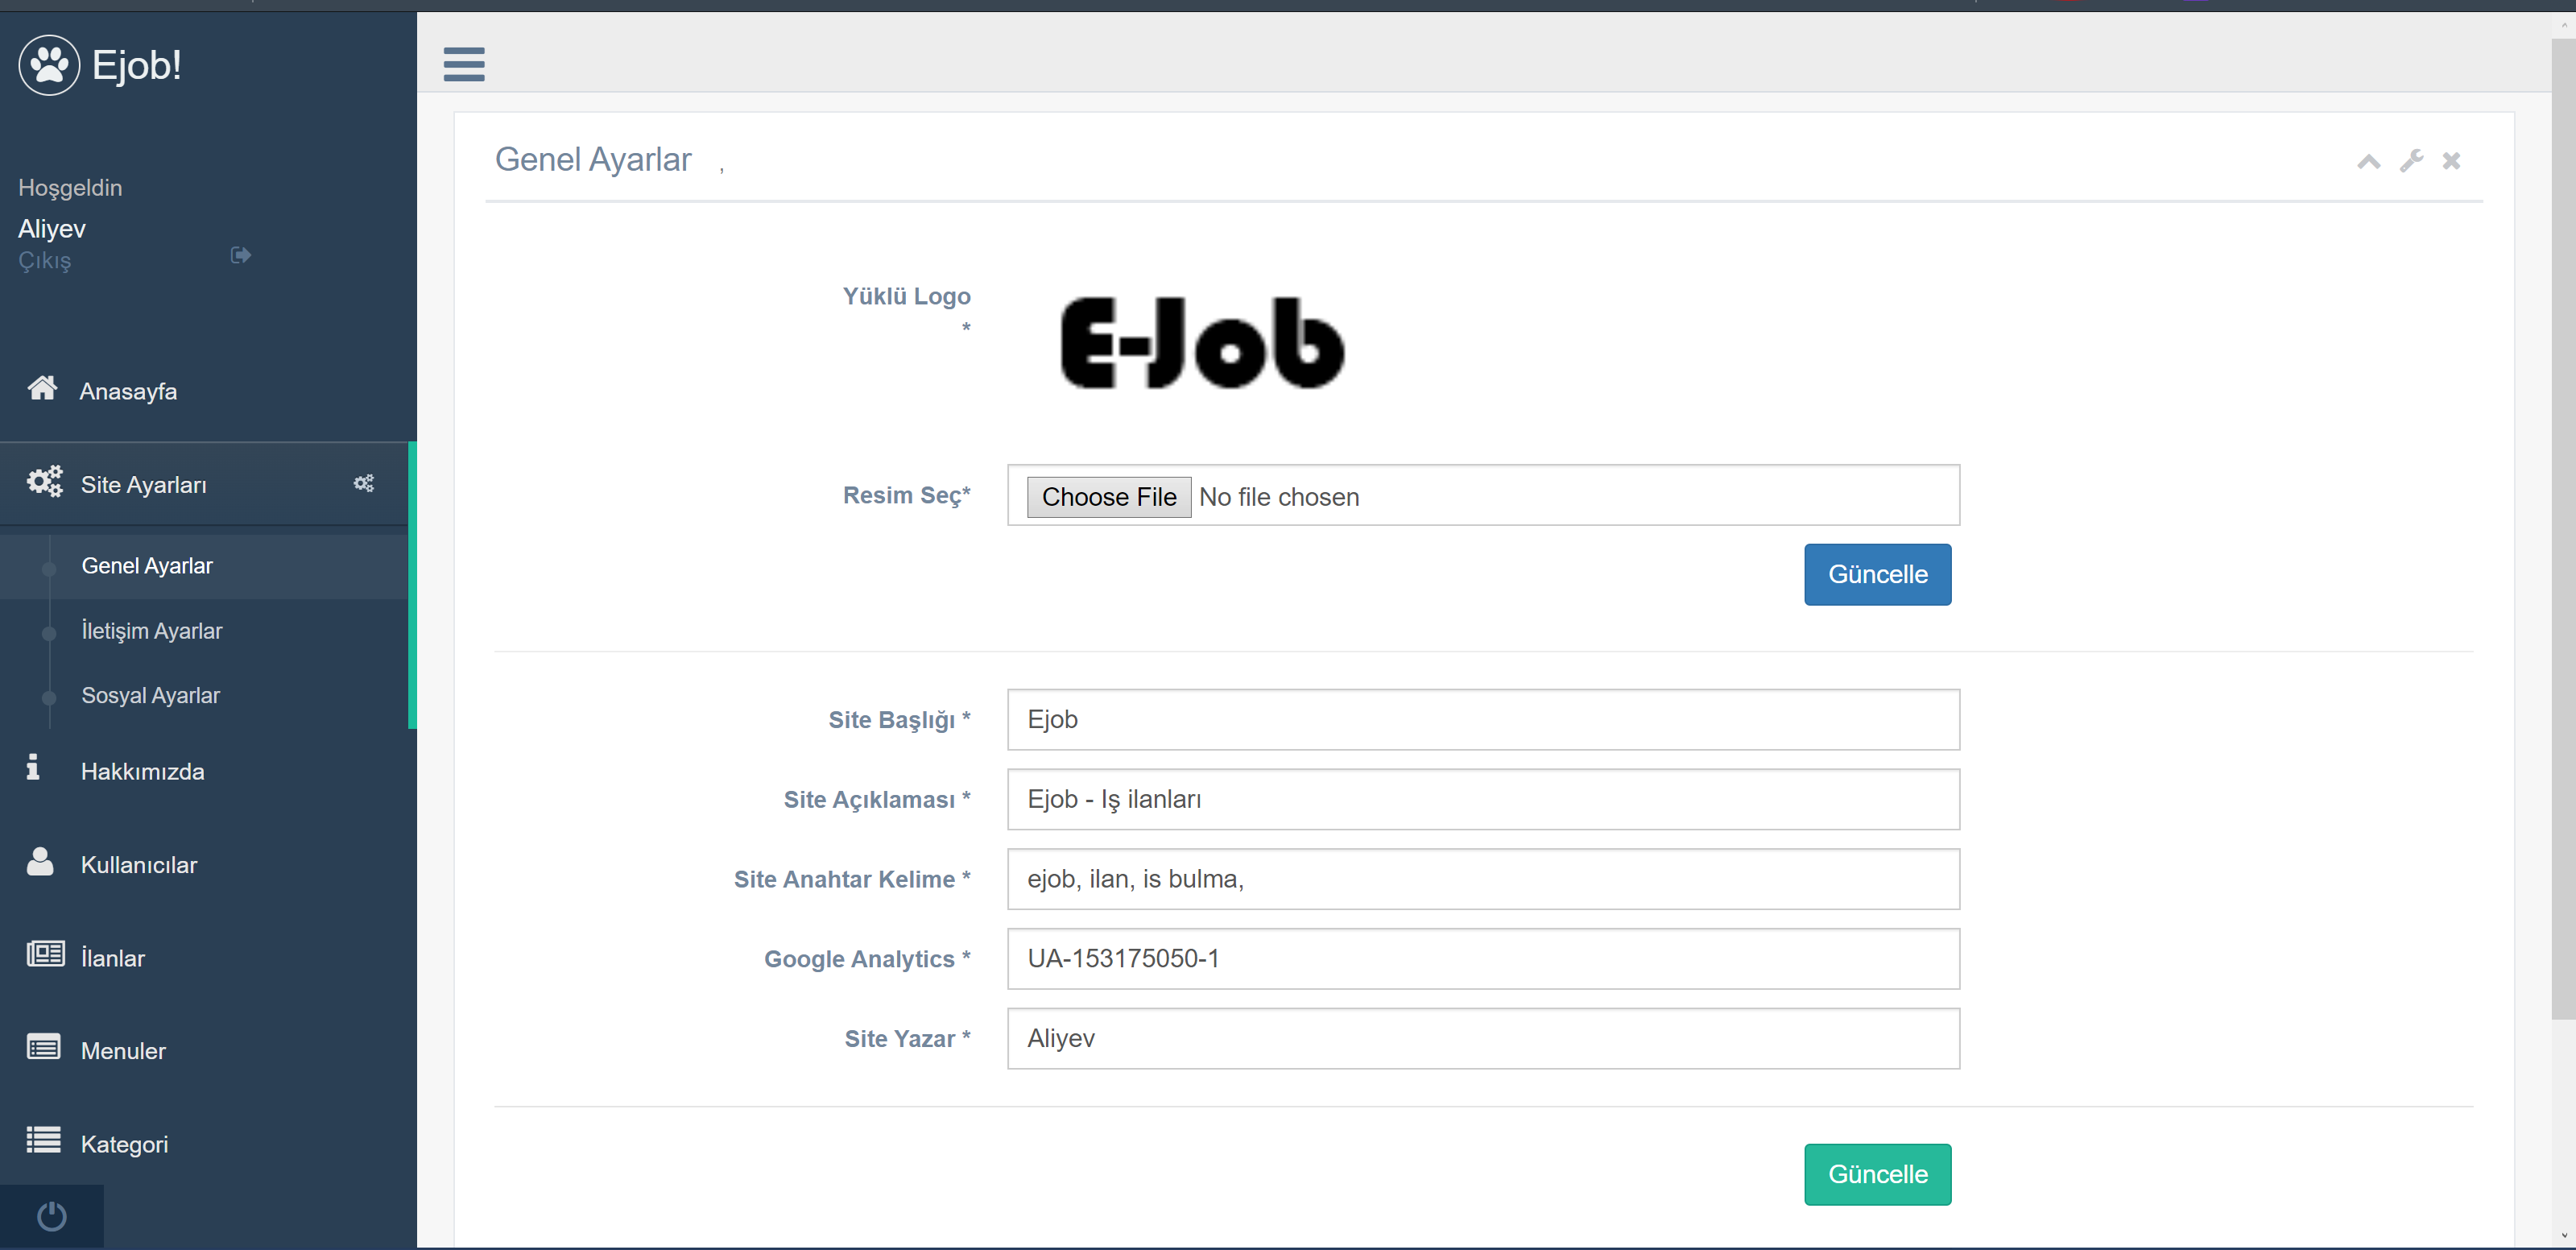 Ejob!
Hoşgeldin
Aliyev
Çıkış
Anasayfa
Site Ayarları
Genel Ayarlar
İletişim Ayarlar
Sosyal Ayarlar
Hakkımızda
Kullanıcılar
İlanlar
Menuler
Kategori
Genel Ayarlar ,
Yüklü Logo
*
E-Job
Resim Seç*
Choose File No file chosen
Güncelle
Site Başlığı * Ejob
Site Açıklaması * Ejob - Iş ilanları
Site Anahtar Kelime * ejob, ilan, is bulma,
Google Analytics * UA-153175050-1
Site Yazar * Aliyev
Güncelle